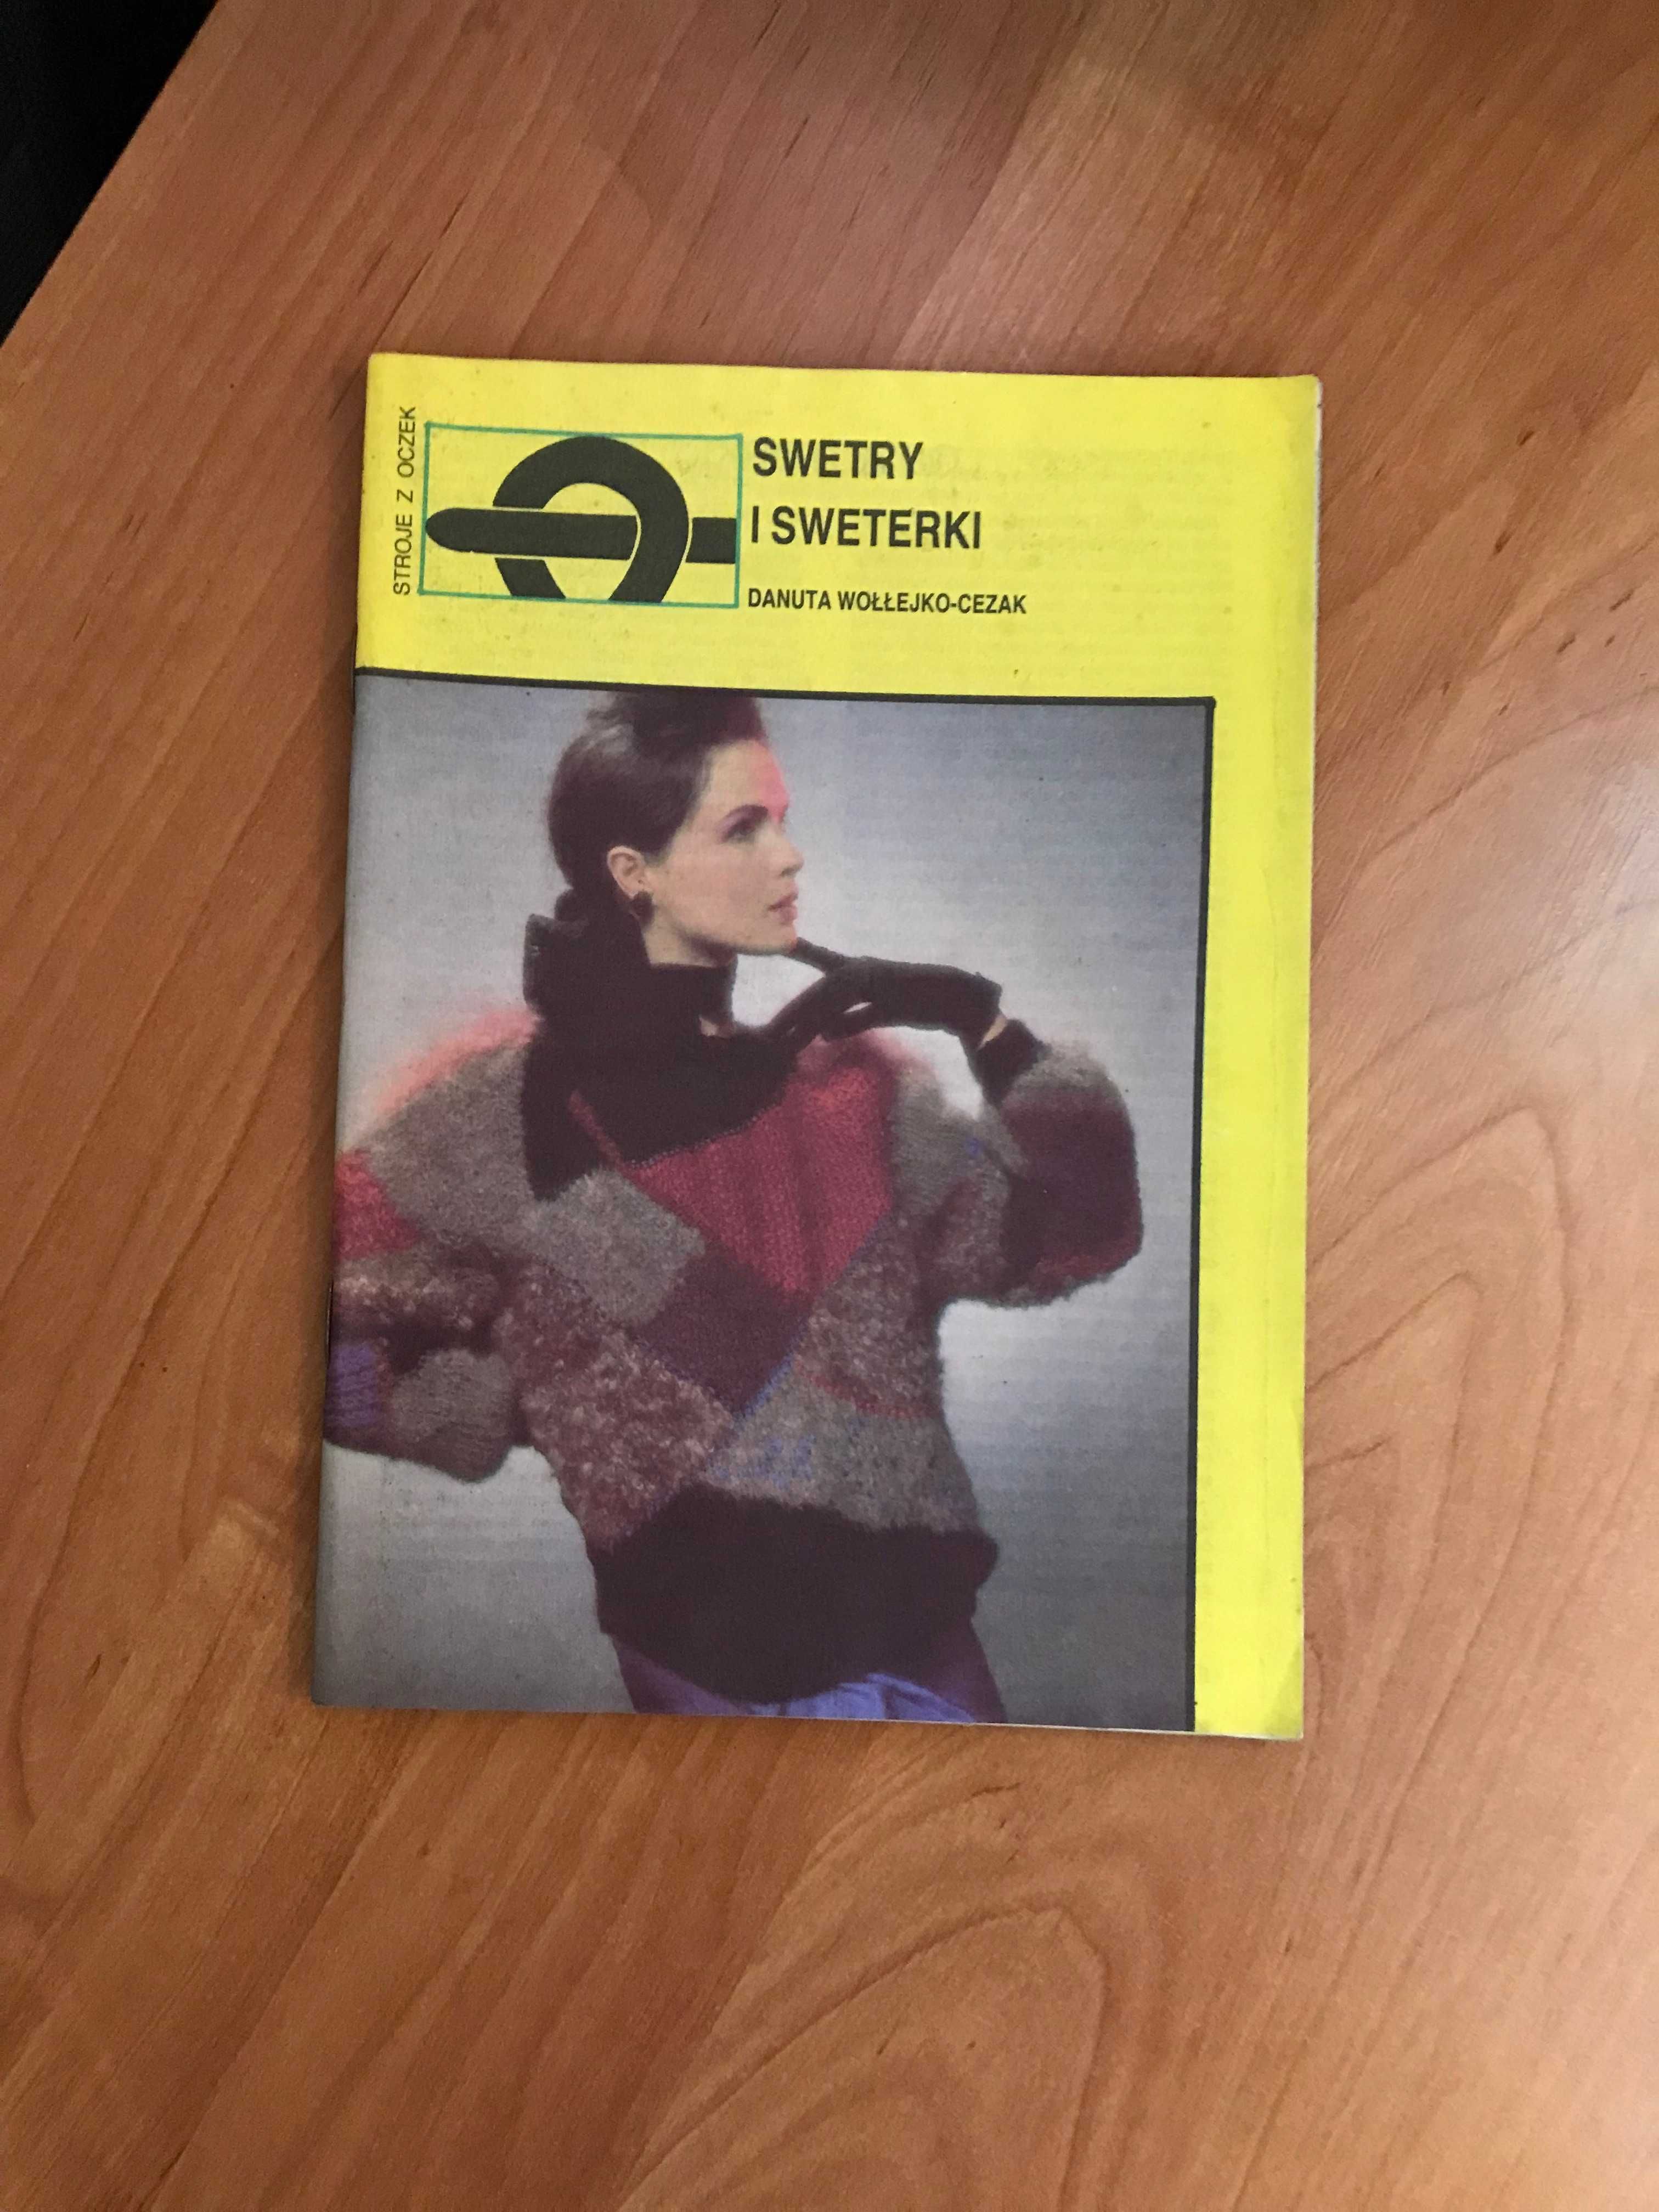 STROJE Z OCZEK
SWETRY
I SWETERKI
DANUTA WOŁŁEJKO-CEZAK